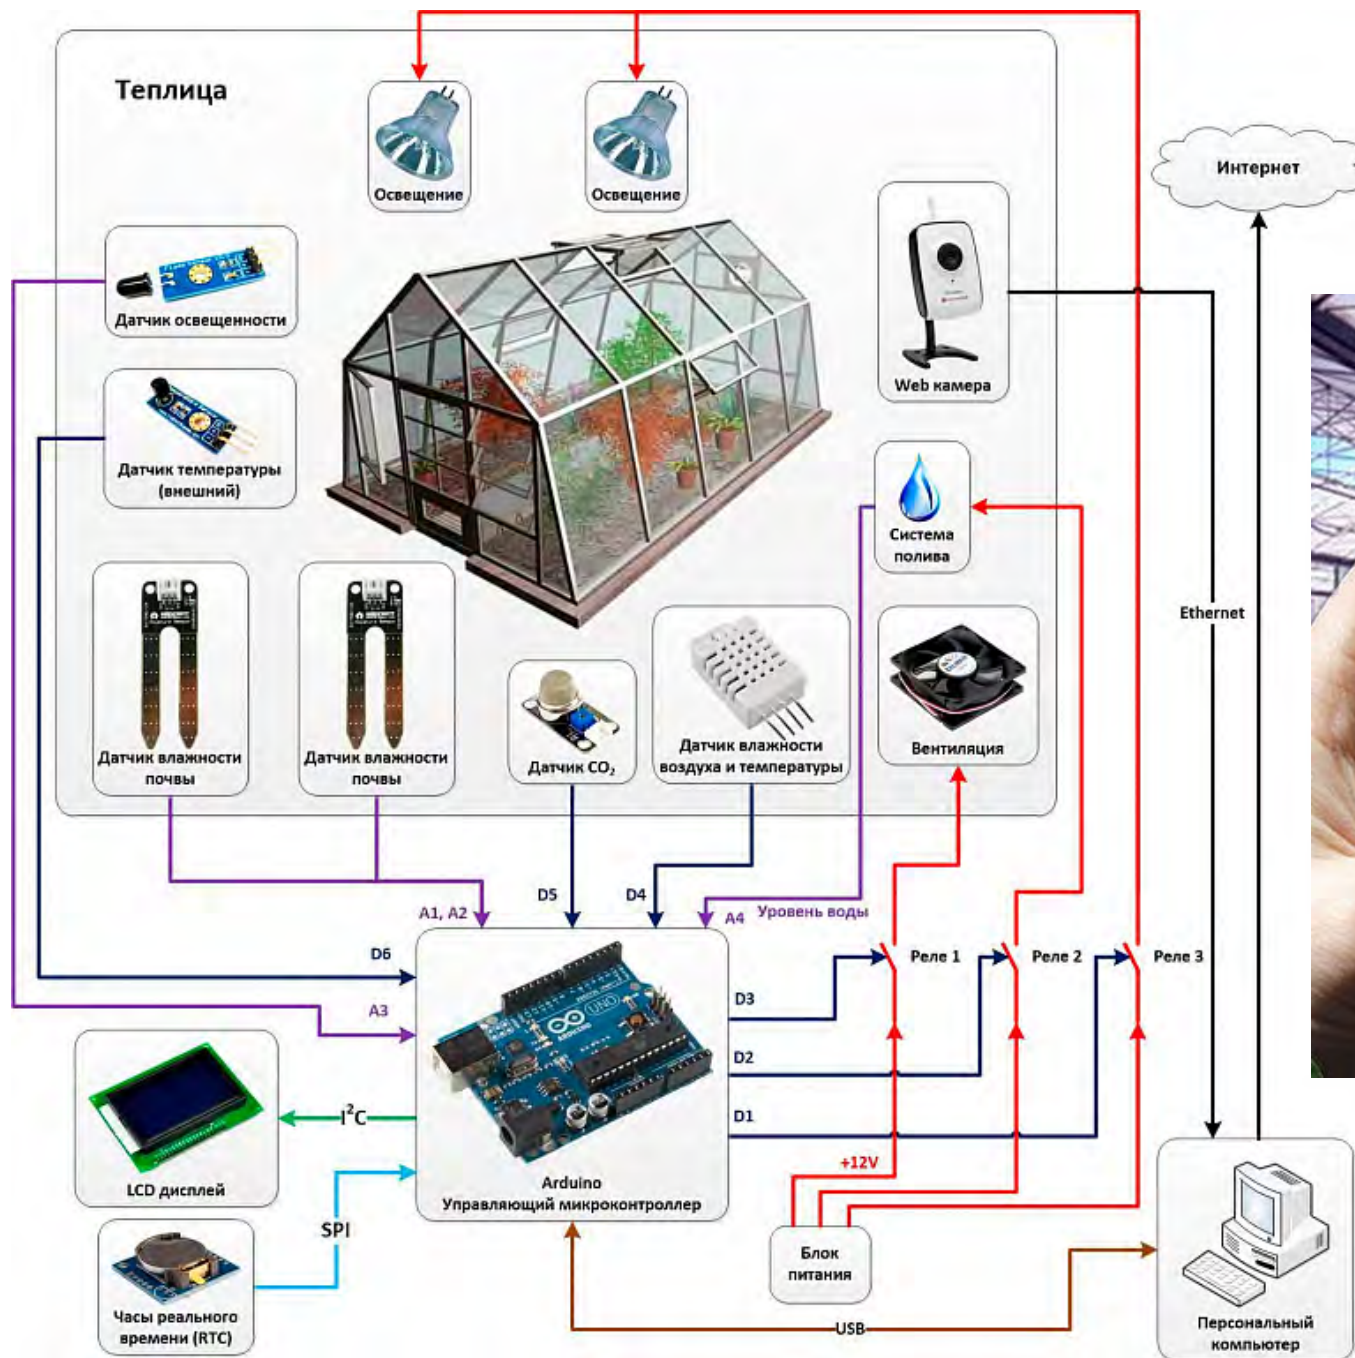 Теплица
Освещение
Освещение
Интернет
Датчик освещенности
Web камера
Датчик температуры
(внешний)
Система
полива
Ethernet
Датчик влажности
почвы
Датчик влажности
почвы
Датчик CO₂
Датчик влажности
воздуха и температуры
Вентиляция
A1, A2
D5
D4
A4
Уровень воды
D6
Реле 1
Реле 2
Реле 3
A3
D3
UNO
ARDUINO
D2
I²C
D1
+12V
LCD дисплей
Arduino
Управляющий микроконтроллер
SPI
Блок
питания
Часы реального
времени (RTC)
USB
Персональный
компьютер